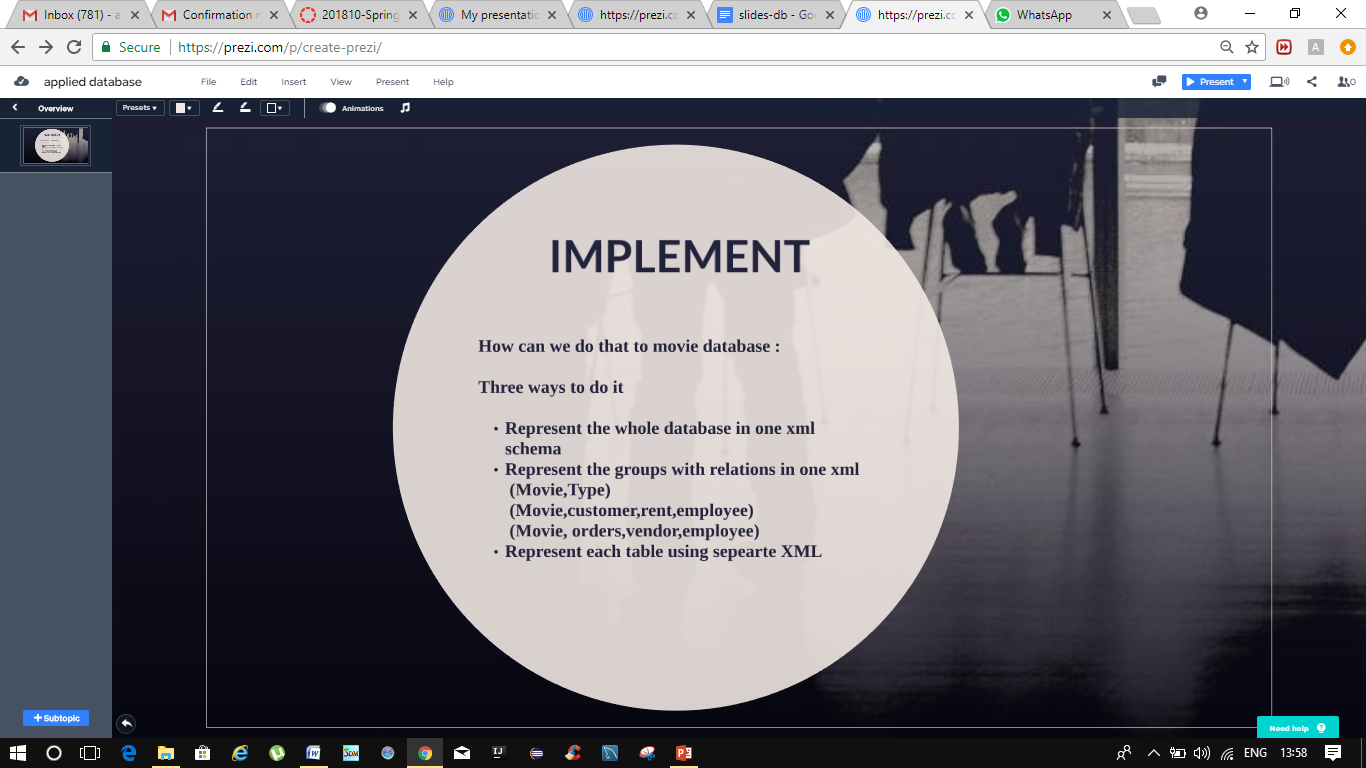 Inbox (781) - a
Confirmation r
201810-Spring
My presentatio
https://prezi.co
slides-db - Goo
https://prezi.co
WhatsApp
Secure
https://prezi.com/p/create-prezi/
applied database
File
Edit
Insert
View
Present
Help
Present
0
Overview
Presets
Animations
IMPLEMENT
How can we do that to movie database :
Three ways to do it
• Represent the whole database in one xml
schema
• Represent the groups with relations in one xml
(Movie,Type)
(Movie,customer,rent,employee)
(Movie, orders,vendor,employee)
• Represent each table using sepearte XML
+ Subtopic
Need help ?
ENG
13:58